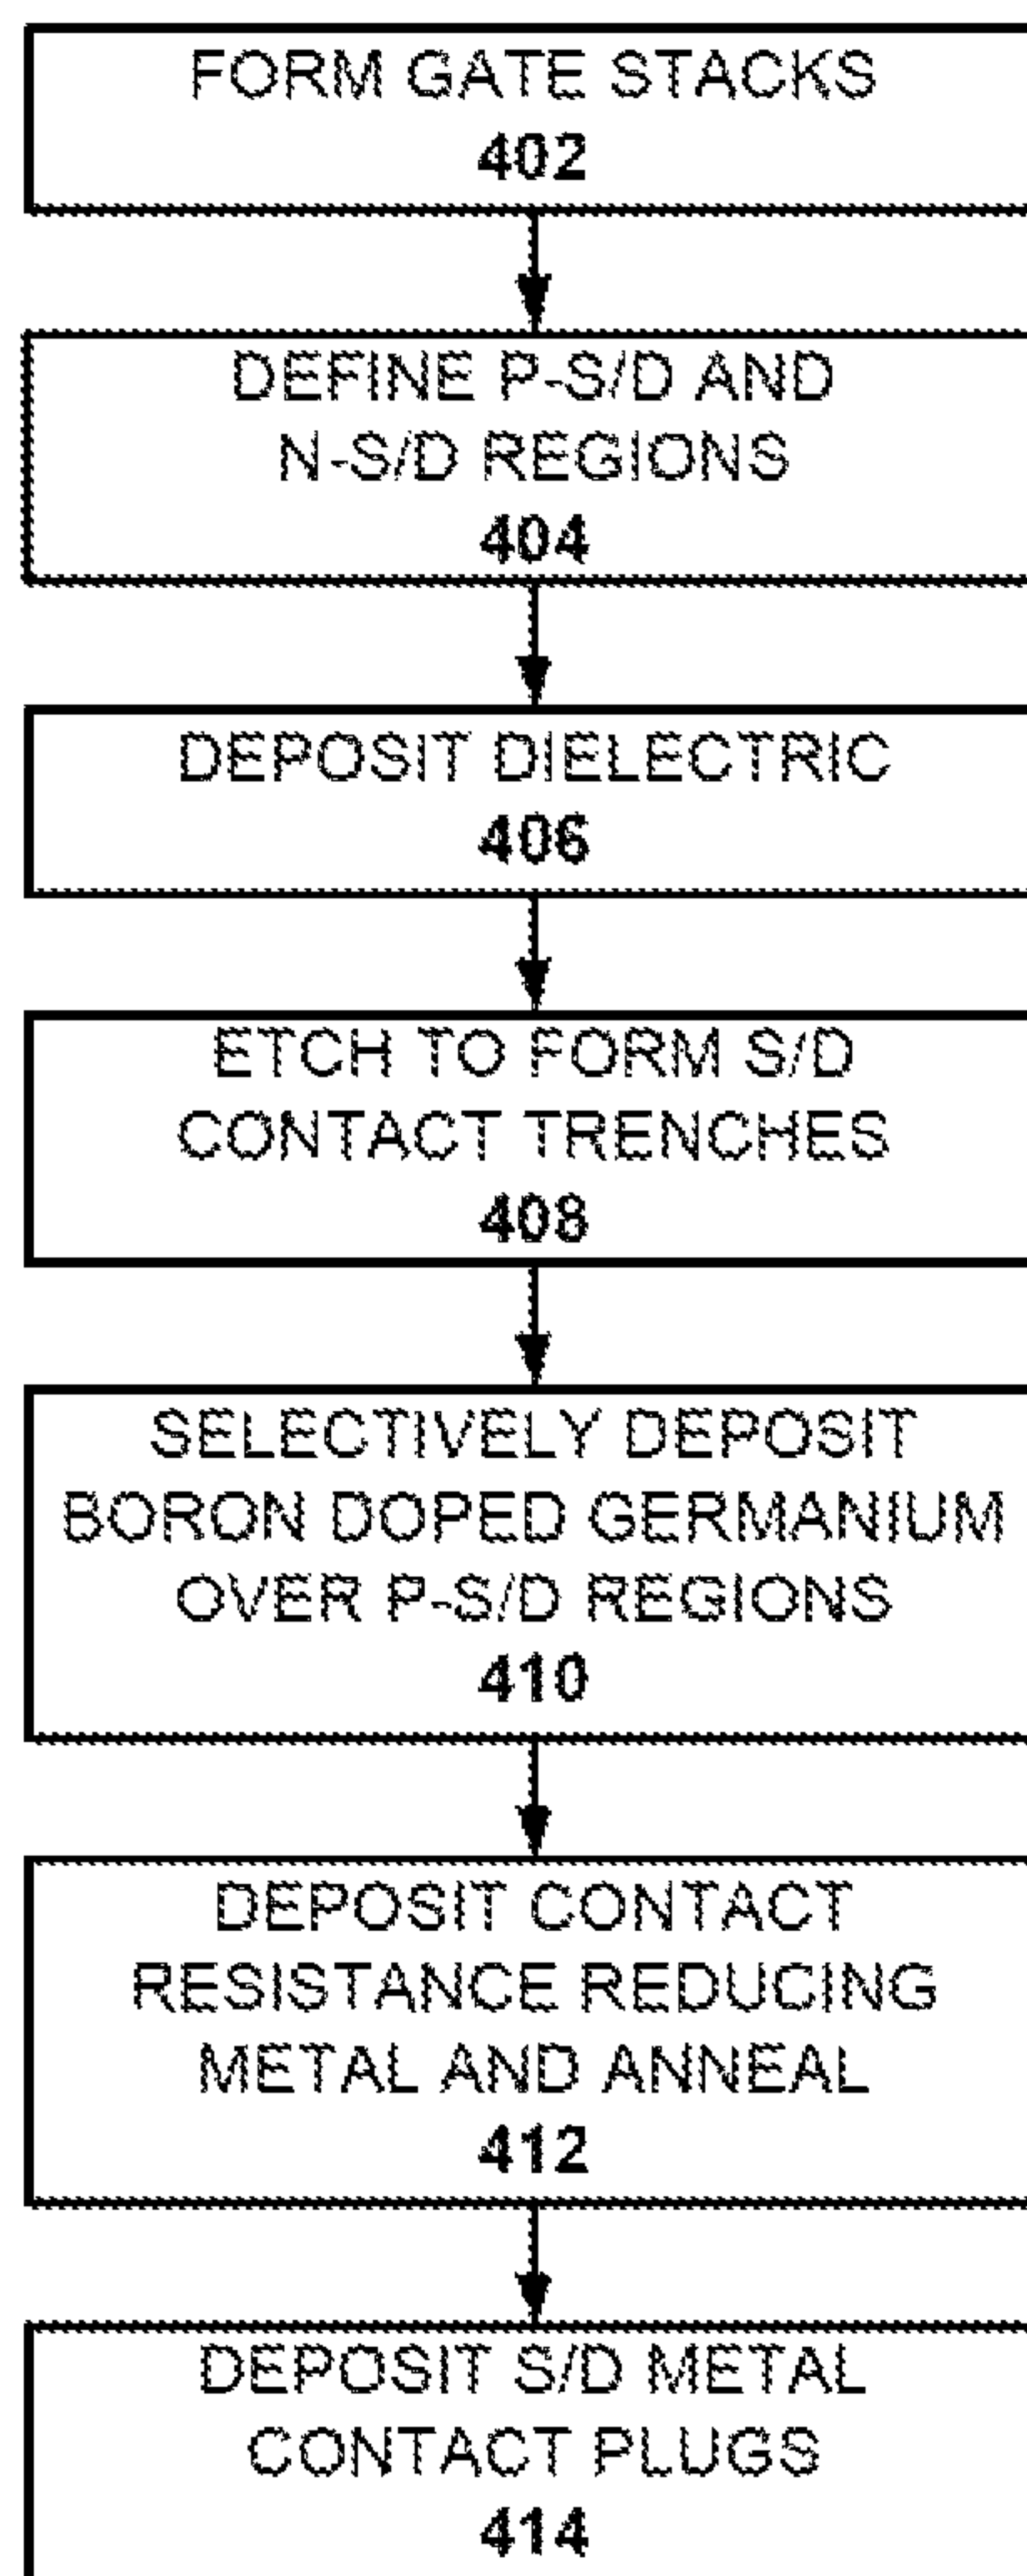 FORM GATE STACKS
402
DEFINE P-S/D AND
N-S/D REGIONS
404
DEPOSIT DIELECTRIC
406
ETCH TO FORM S/D
CONTACT TRENCHES
408
SELECTIVELY DEPOSIT
BORON DOPED GERMANIUM
OVER P-S/D REGIONS
410
DEPOSIT CONTACT
RESISTANCE REDUCING
METAL AND ANNEAL
412
DEPOSIT S/D METAL
CONTACT PLUGS
414